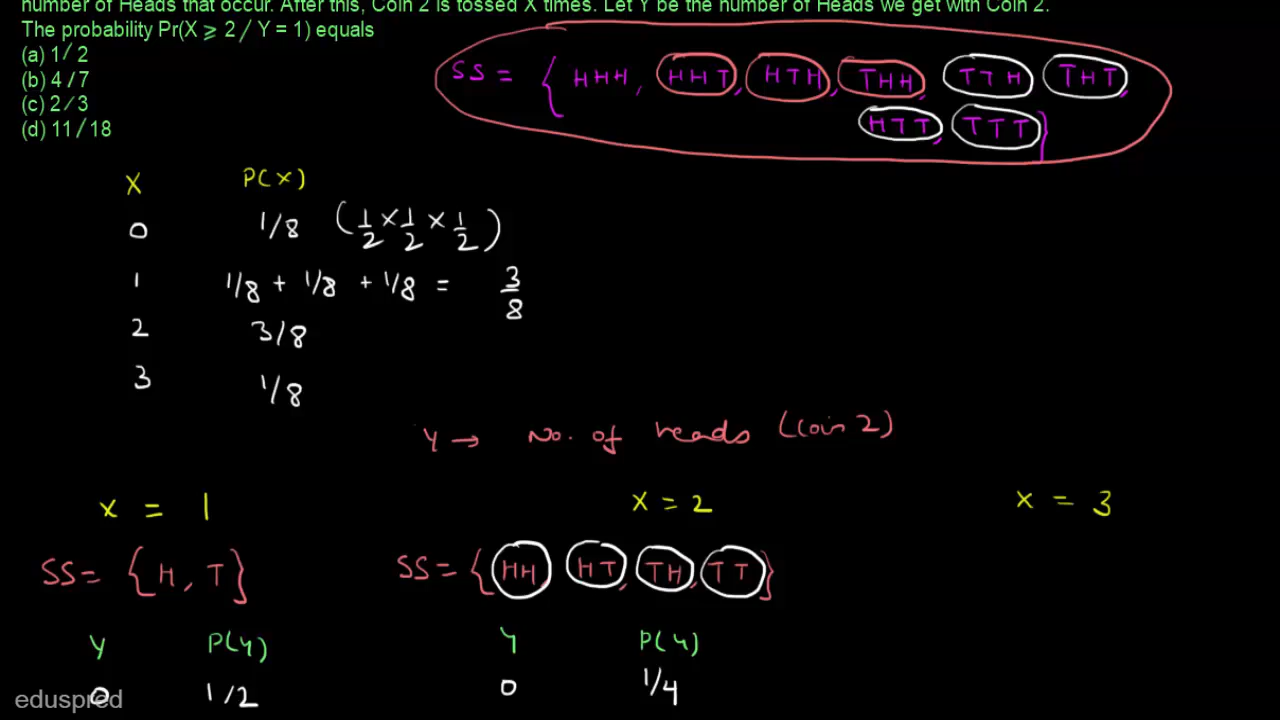 number of Heads that occur. After this, Coin 2 is tossed X times. Let Y be the number of Heads we get with Coin 2.
The probability Pr(X ⩾ 2 / Y = 1) equals
(a) 1/ 2
(b) 4 / 7
(c) 2 / 3
(d) 11 / 18
SS = { HHH, HHT, HTH, THH, TTH, THT,
HTT, TTT}
X P(X)
0 1/8 (1/2 × 1/2 × 1/2)
1 1/8 + 1/8 + 1/8 = 3/8
2 3/8
3 1/8
Y → No. of heads (Coin 2)
X = 1 X = 2 X = 3
SS = {H, T} SS = {HH, HT, TH, TT}
Y P(Y) Y P(Y)
0 1/2 0 1/4
eduspred